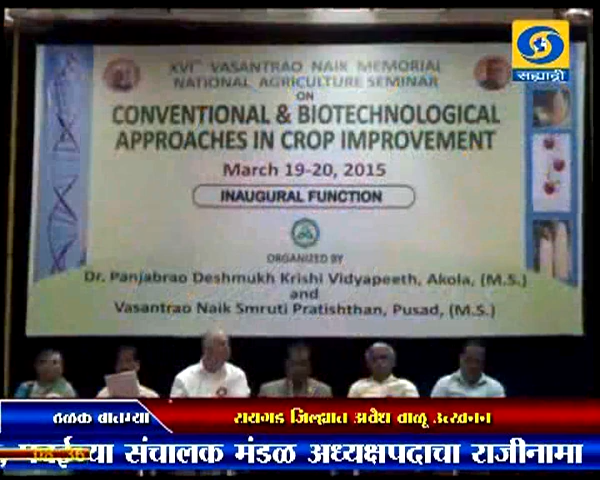 XVITH VASANTRAO NAIK MEMORIAL
NATIONAL AGRICULTURE SEMINAR
ON
CONVENTIONAL & BIOTECHNOLOGICAL
APPROACHES IN CROP IMPROVEMENT
March 19-20, 2015
INAUGURAL FUNCTION
ORGANIZED BY
Dr. Panjabrao Deshmukh Krishi Vidyapeeth, Akola, (M.S.)
and
Vasantrao Naik Smruti Pratishthan, Pusad, (M.S.)
सह्याद्री
ठळक बातम्या
रायगड जिल्ह्यात अवैध वाळू उत्खनन
संचालक मंडळ अध्यक्षपदाचा राजीनामा